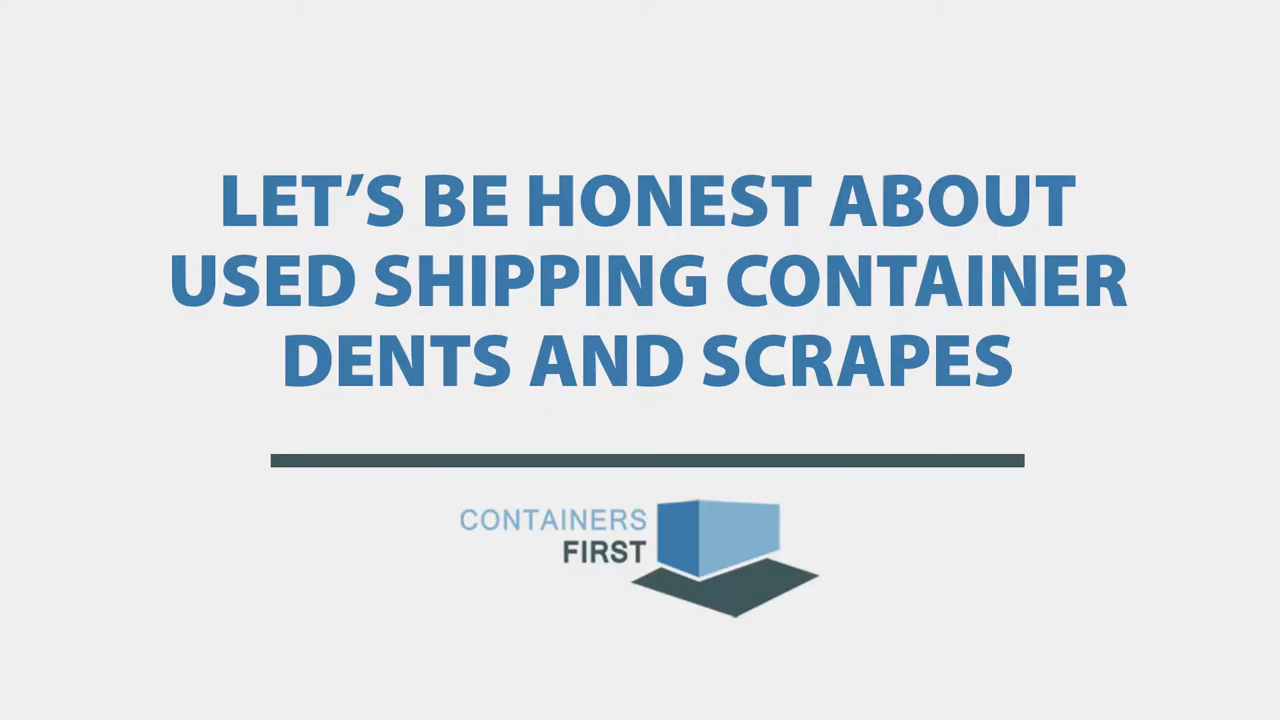 LET’S BE HONEST ABOUT
USED SHIPPING CONTAINER
DENTS AND SCRAPES
CONTAINERS
FIRST